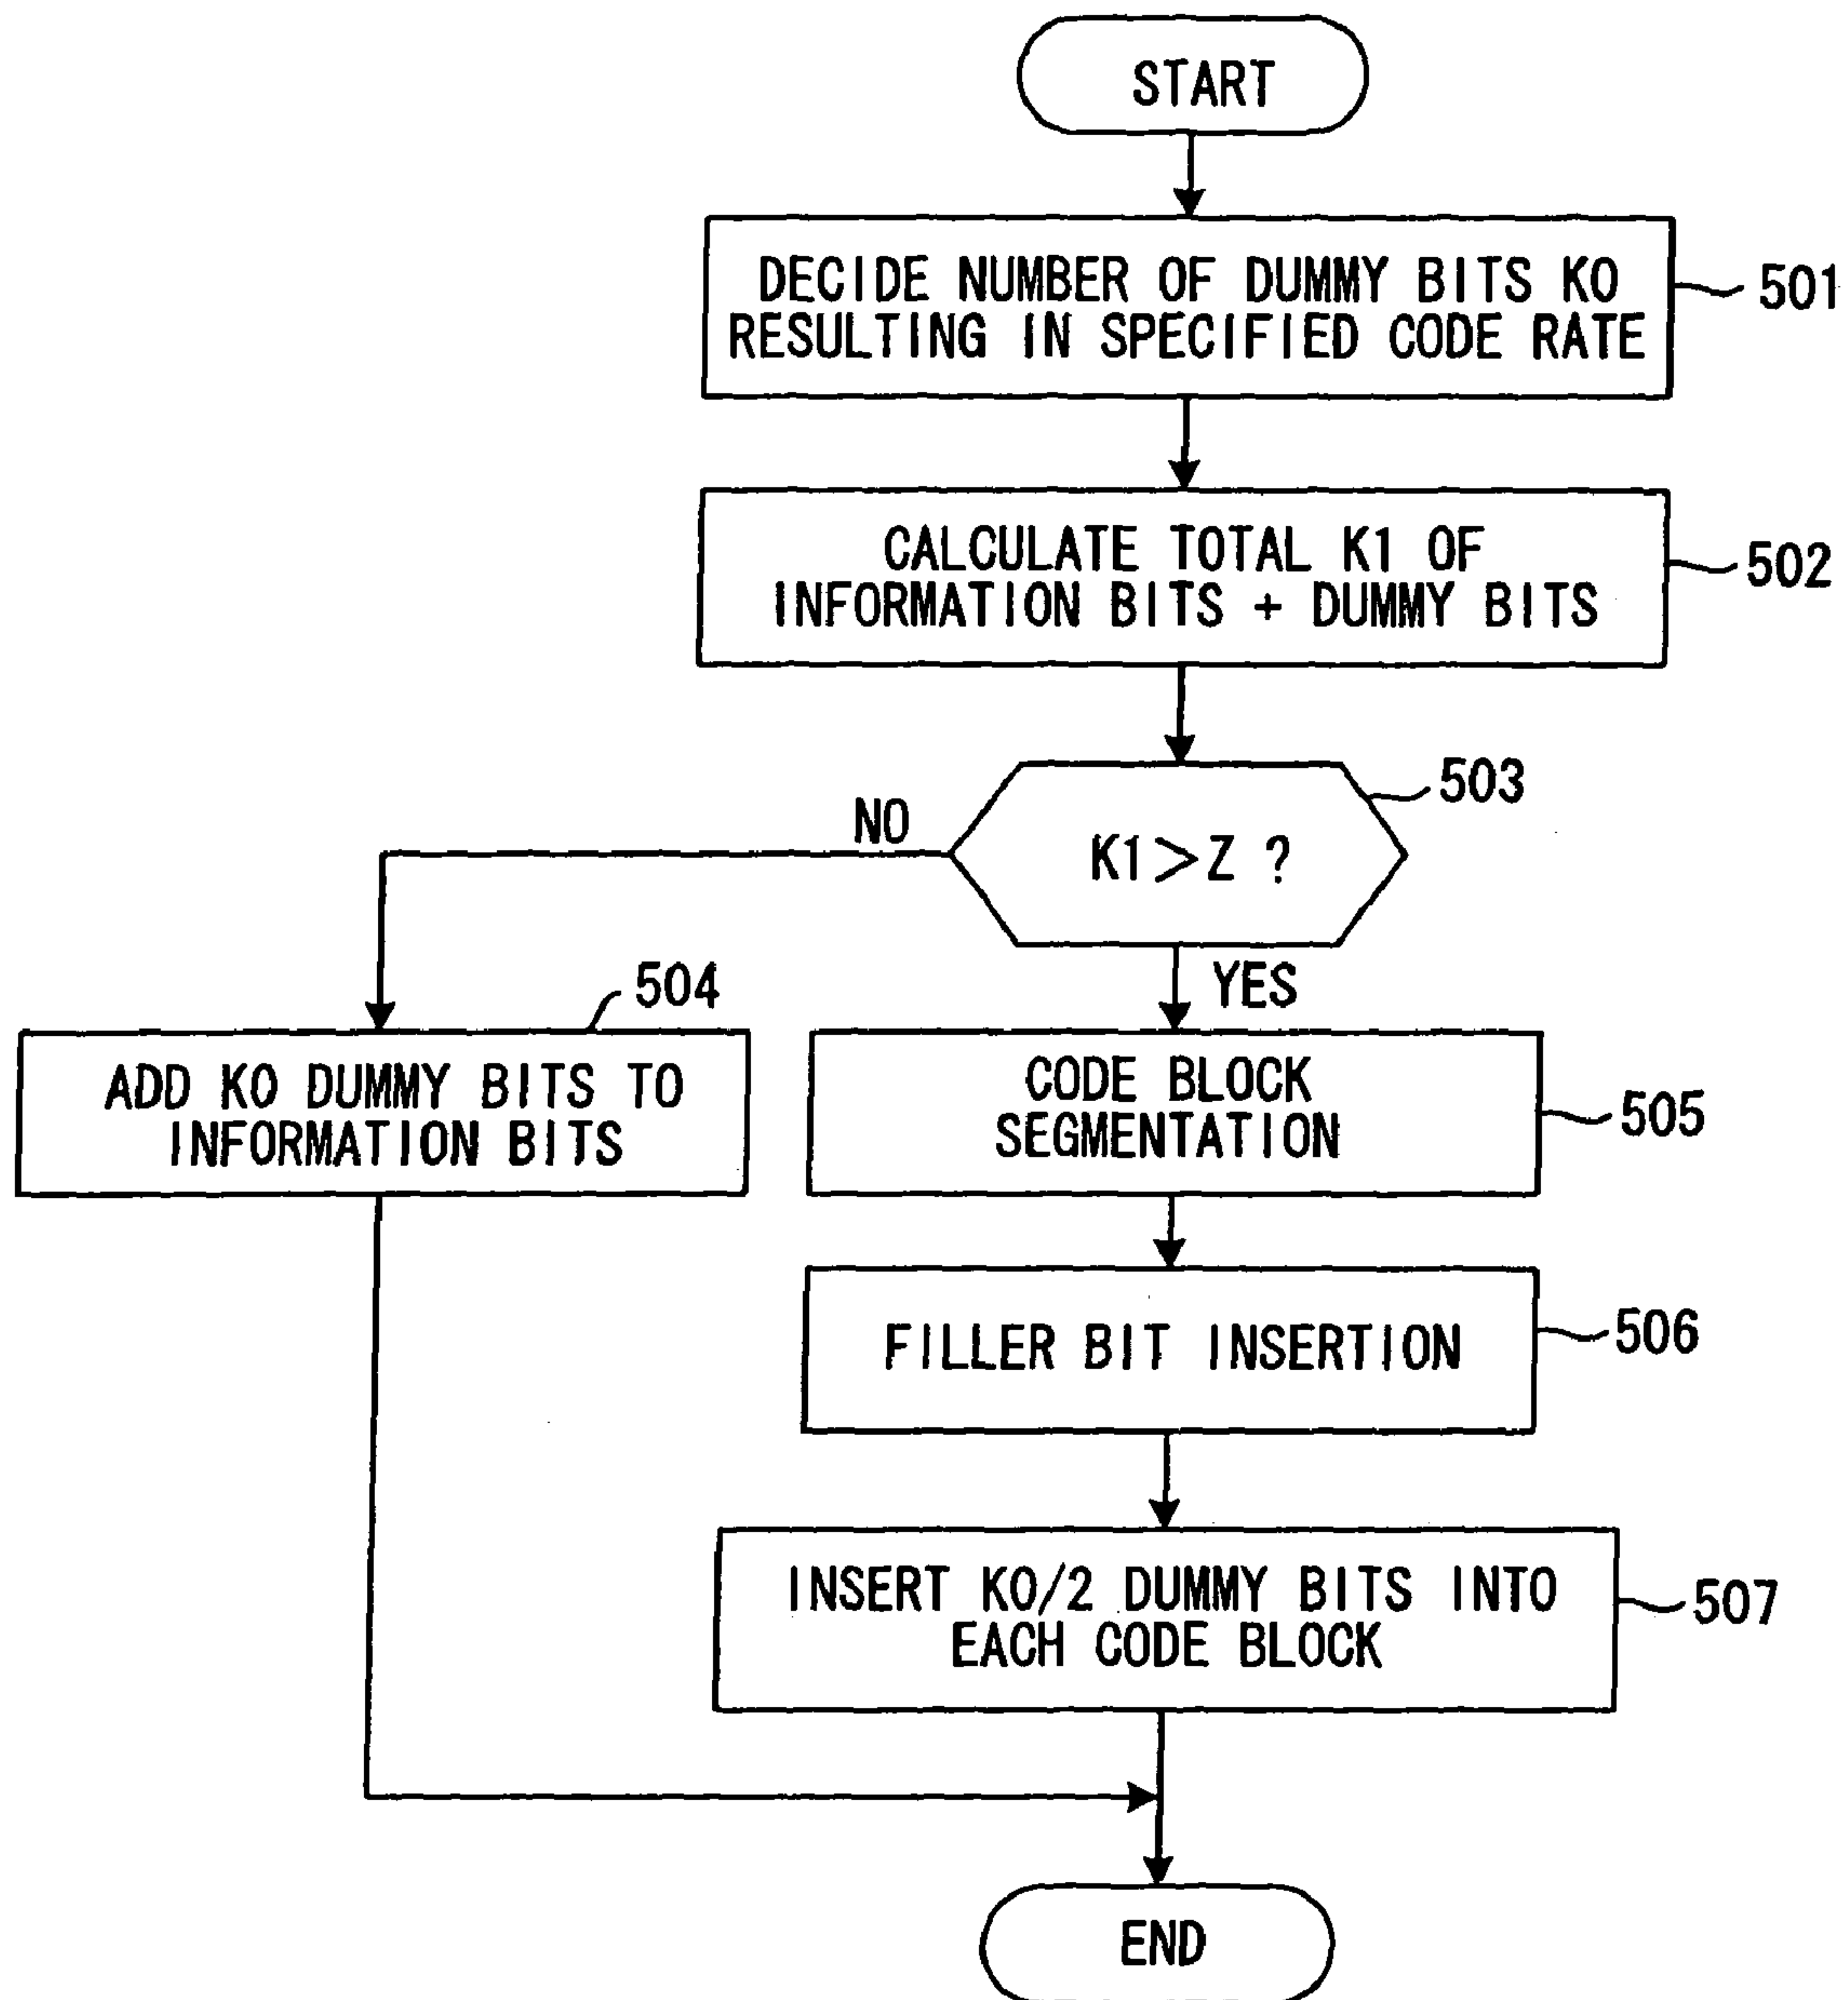 START
DECIDE NUMBER OF DUMMY BITS K0
RESULTING IN SPECIFIED CODE RATE
501
CALCULATE TOTAL K1 OF
INFORMATION BITS + DUMMY BITS
502
503
NO
K1>Z ?
YES
504
ADD K0 DUMMY BITS TO
INFORMATION BITS
CODE BLOCK
SEGMENTATION
505
FILLER BIT INSERTION
506
INSERT K0/2 DUMMY BITS INTO
EACH CODE BLOCK
507
END